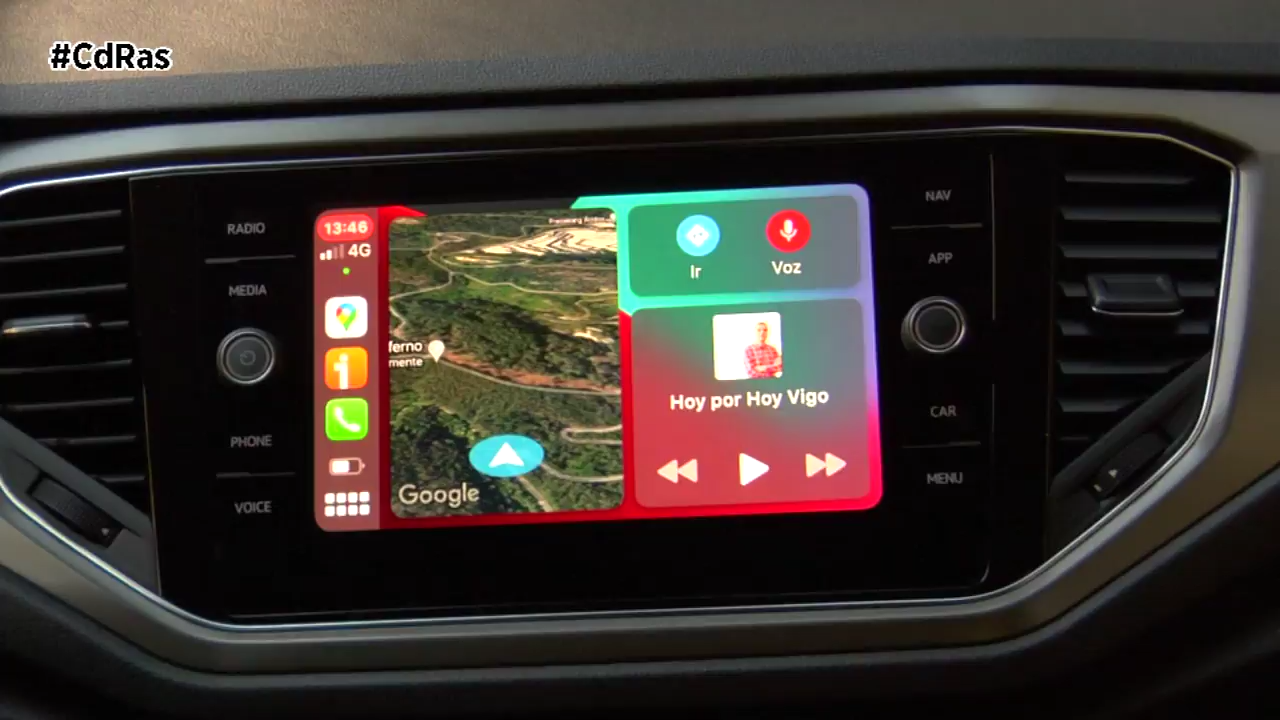 #CdRas
RADIO
MEDIA
PHONE
VOICE
13:46
4G
ferno
mente
Google
Ir
Voz
Hoy por Hoy Vigo
NAV
APP
CAR
MENU